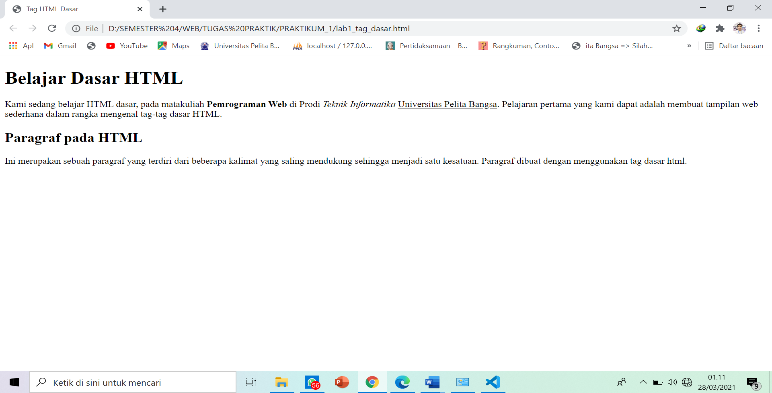 Tag HTML Dasar
File D:/SEMESTER%204/WEB/TUGAS%20PRAKTIK/PRAKTIKUM_1/lab1_tag_dasar.html
Apl Gmail YouTube Maps Universitas Pelita B... localhost / 127.0.0.... Pertidaksamaan - B... Rangkuman, Conto... ita Bangsa => Silah... » Daftar bacaan
Belajar Dasar HTML
Kami sedang belajar HTML dasar, pada matakuliah Pemrograman Web di Prodi Teknik Informatika Universitas Pelita Bangsa. Pelajaran pertama yang kami dapat adalah membuat tampilan web
sederhana dalam rangka mengenal tag-tag dasar HTML.
Paragraf pada HTML
Ini merupakan sebuah paragraf yang terdiri dari beberapa kalimat yang saling mendukung sehingga menjadi satu kesatuan. Paragraf dibuat dengan menggunakan tag dasar html.
Ketik di sini untuk mencari
01.11
28/03/2021